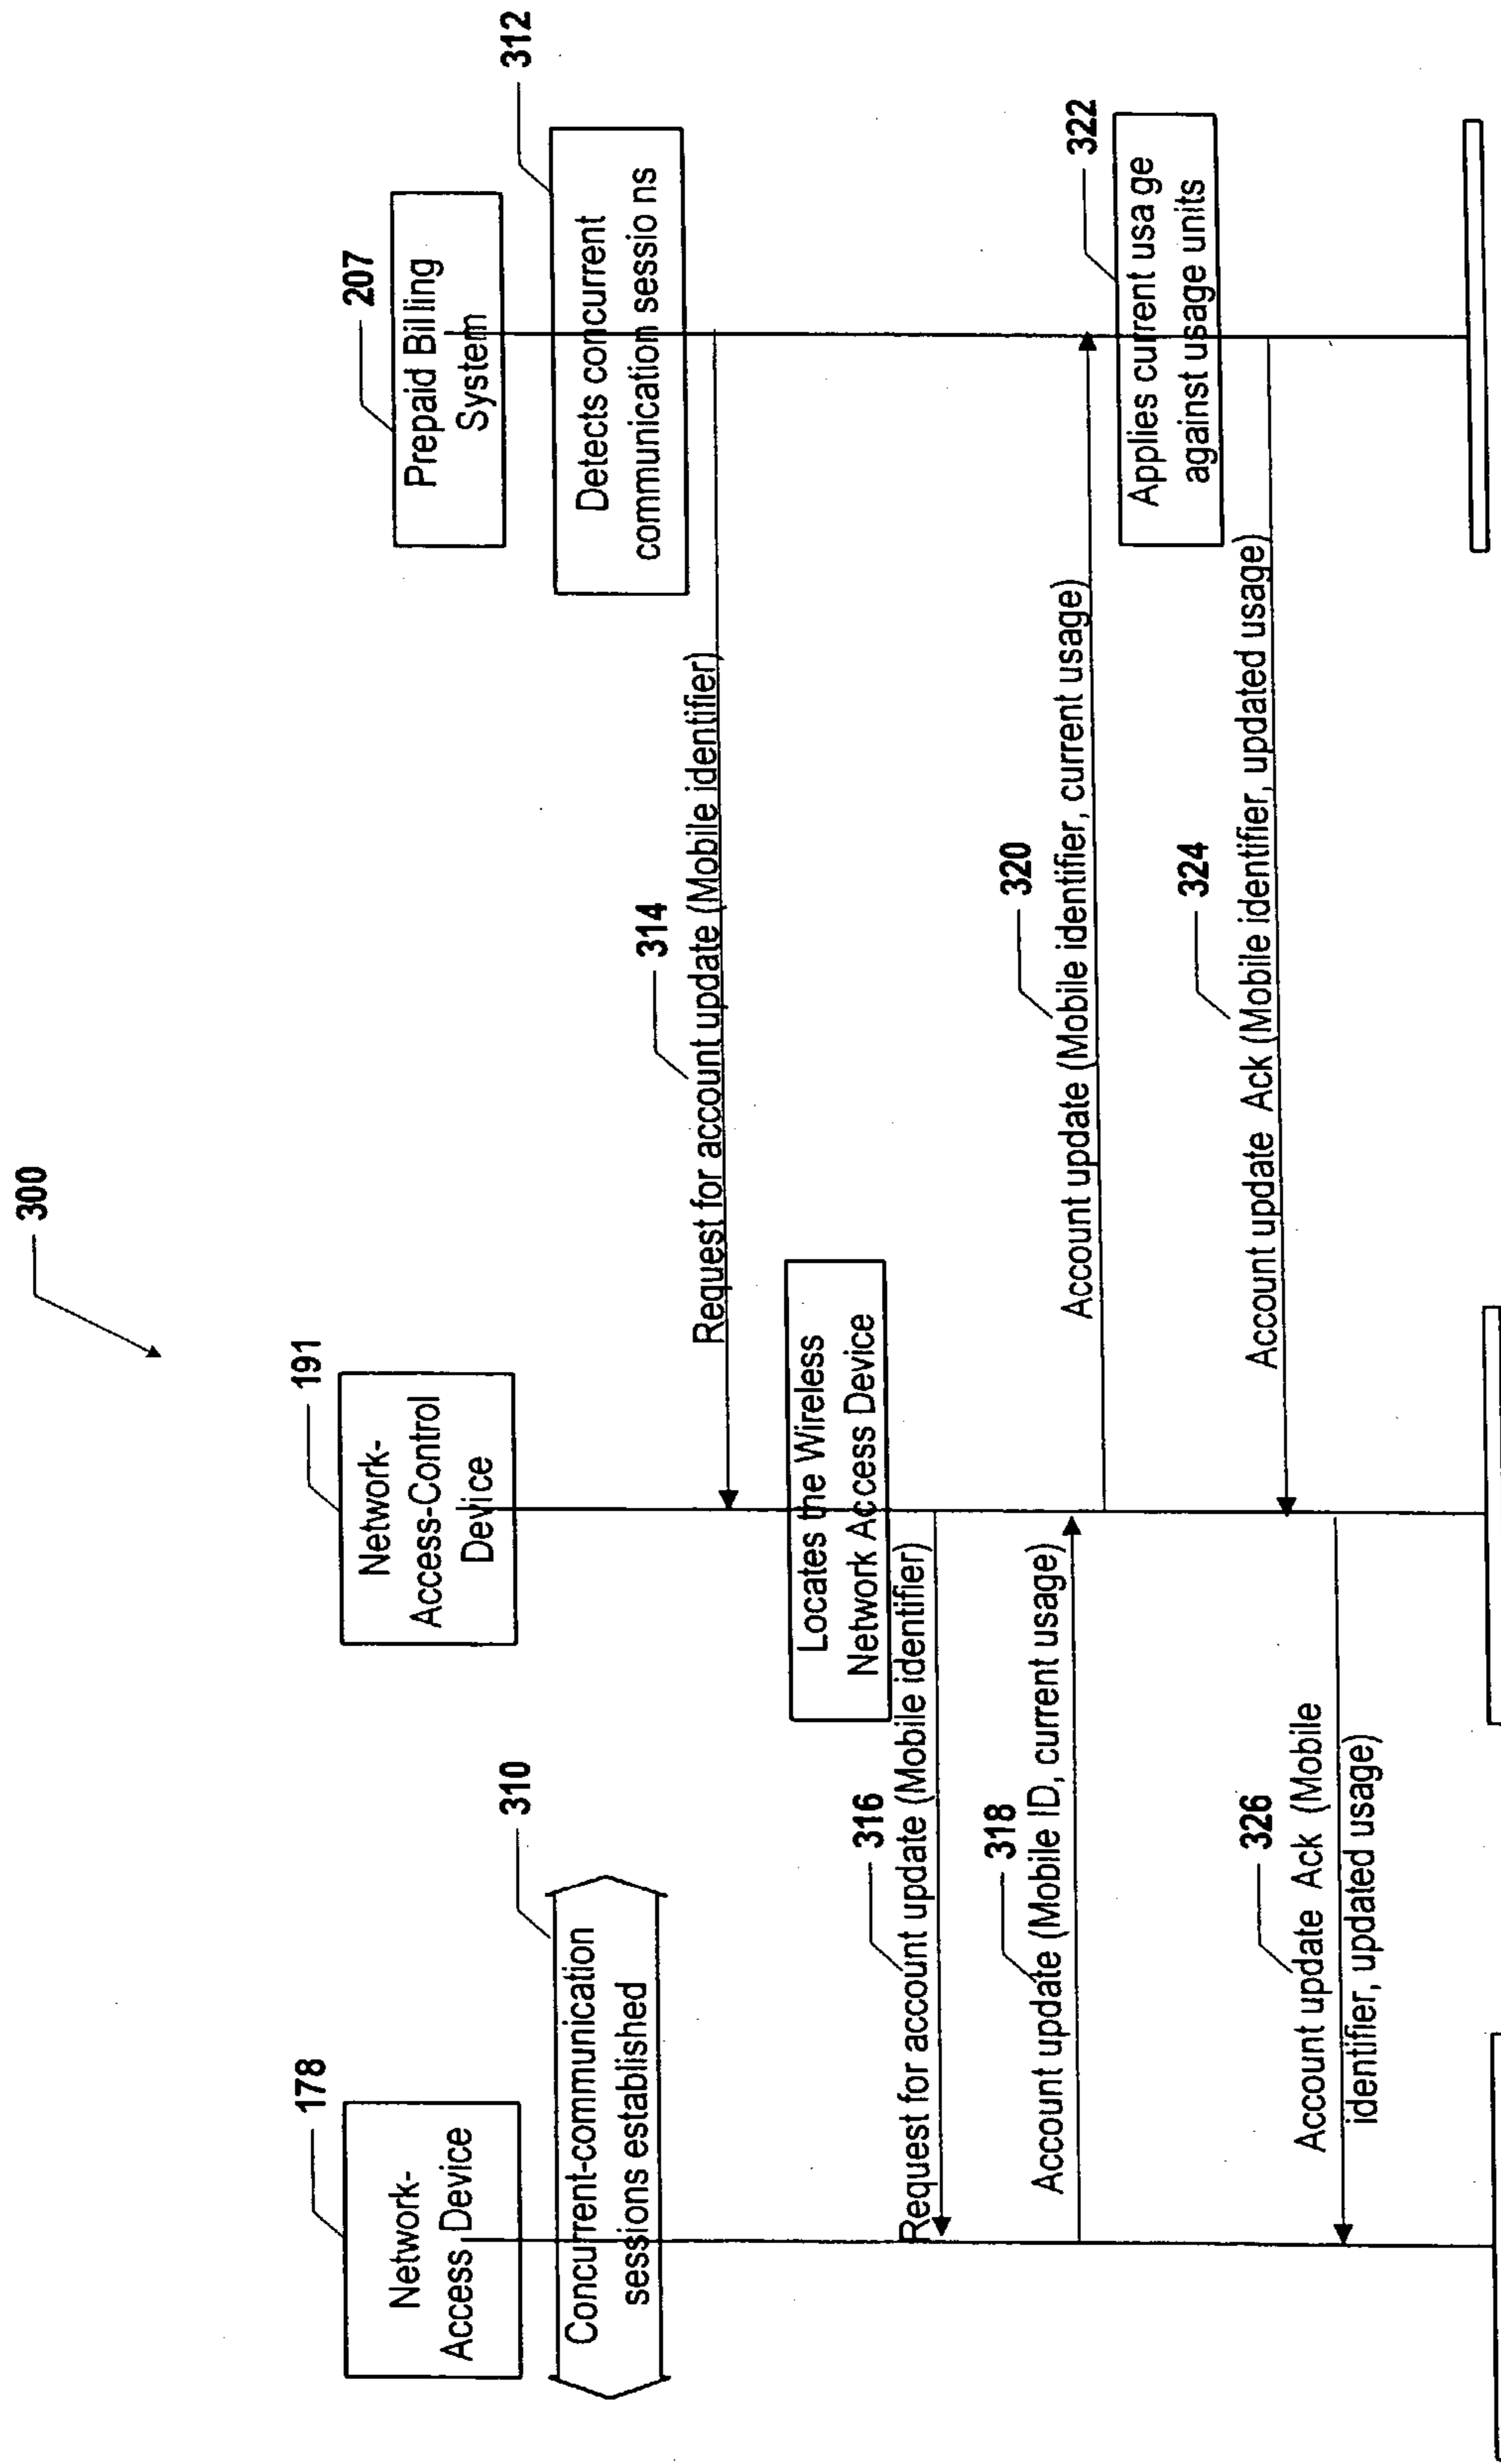 300
178
Network-
Access Device
191
Network-
Access-Control
Device
207
Prepaid Billing
System
310
Concurrent-communication
sessions established
312
Detects concurrent
communication sessions
314
Request for account update (Mobile identifier)
Locates the Wireless
Network Access Device
316
Request for account update (Mobile identifier)
318
Account update (Mobile ID, current usage)
320
Account update (Mobile identifier, current usage)
322
Applies current usage
against usage units
324
Account update Ack (Mobile identifier, updated usage)
326
Account update Ack (Mobile
identifier, updated usage)